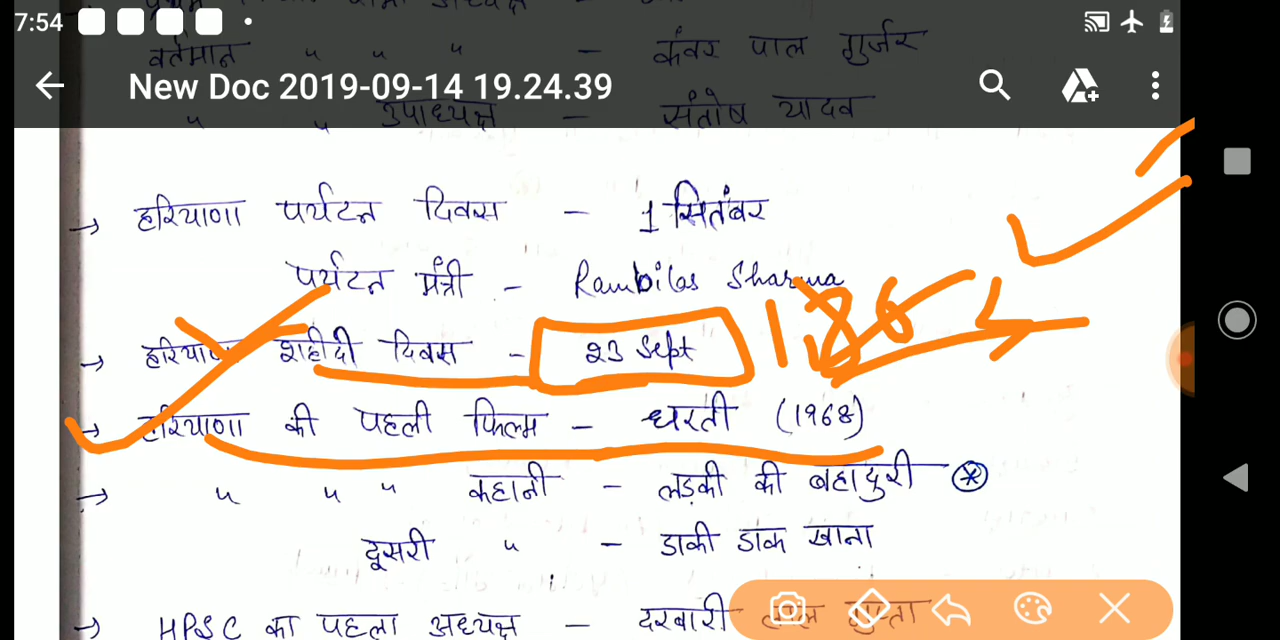 7:54
वर्तमान " " " – कंवर पाल गुर्जर
New Doc 2019-09-14 19.24.39
" " उपाध्यक्ष – संतोष यादव
→ हरियाणा पर्यटन दिवस – 1 सितंबर
पर्यटन मंत्री – Rambilas Sharma
→ हरियाणा शहीदी दिवस – 23 Sept
→ हरियाणा की पहली फिल्म – धरती (1968)
→ " " " कहानी – लड़की की बहादुरी
दूसरी " – डाकी डाक खाना
→ HPSC का पहला अध्यक्ष – दरबारी लाल गुप्ता